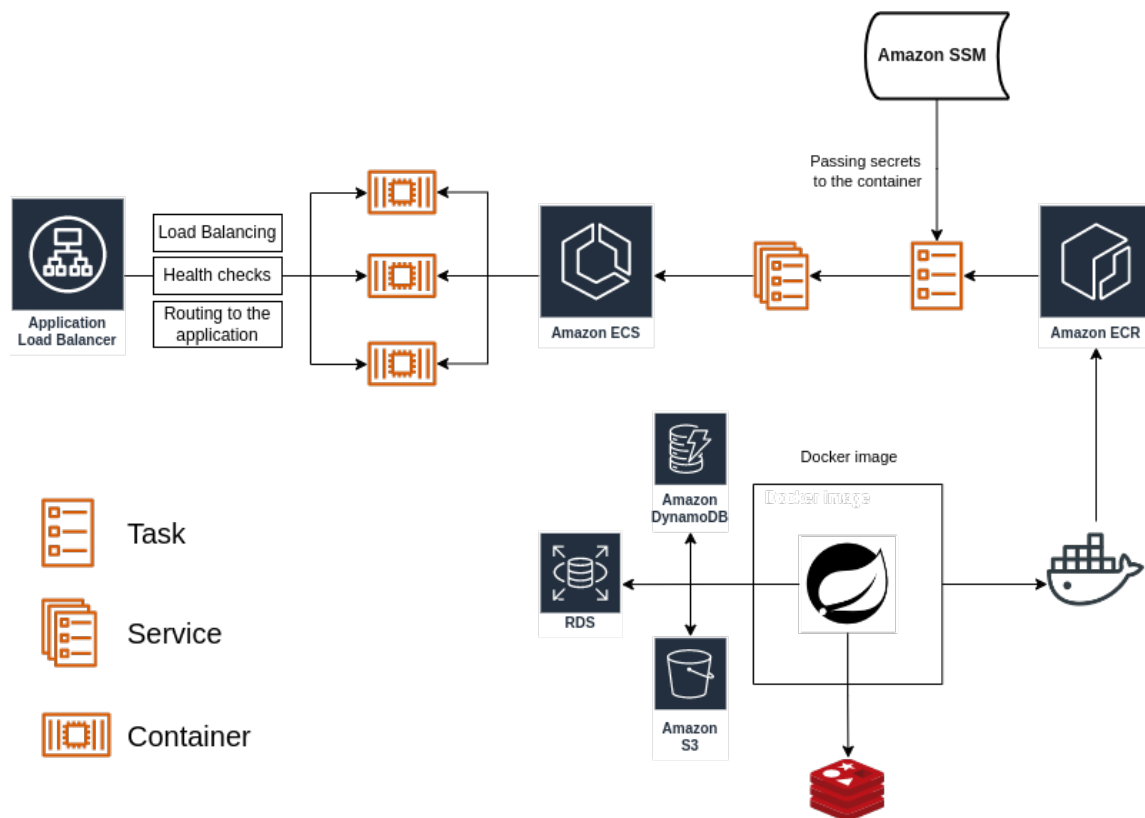 Amazon SSM
Passing secrets
to the container
Load Balancing
Health checks
Routing to the
application
Application
Load Balancer
Amazon ECS
Amazon ECR
Amazon
DynamoDB
Docker image
Docker image
RDS
Amazon
S3
Task
Service
Container